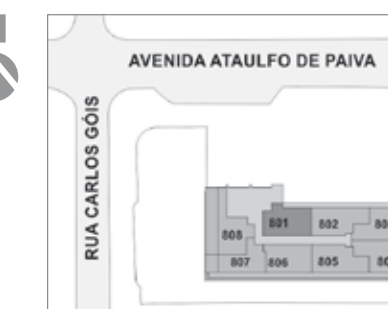 AVENIDA ATAULFO DE PAIVA
RUA CARLOS GÓIS
801 802
808
807 806 805